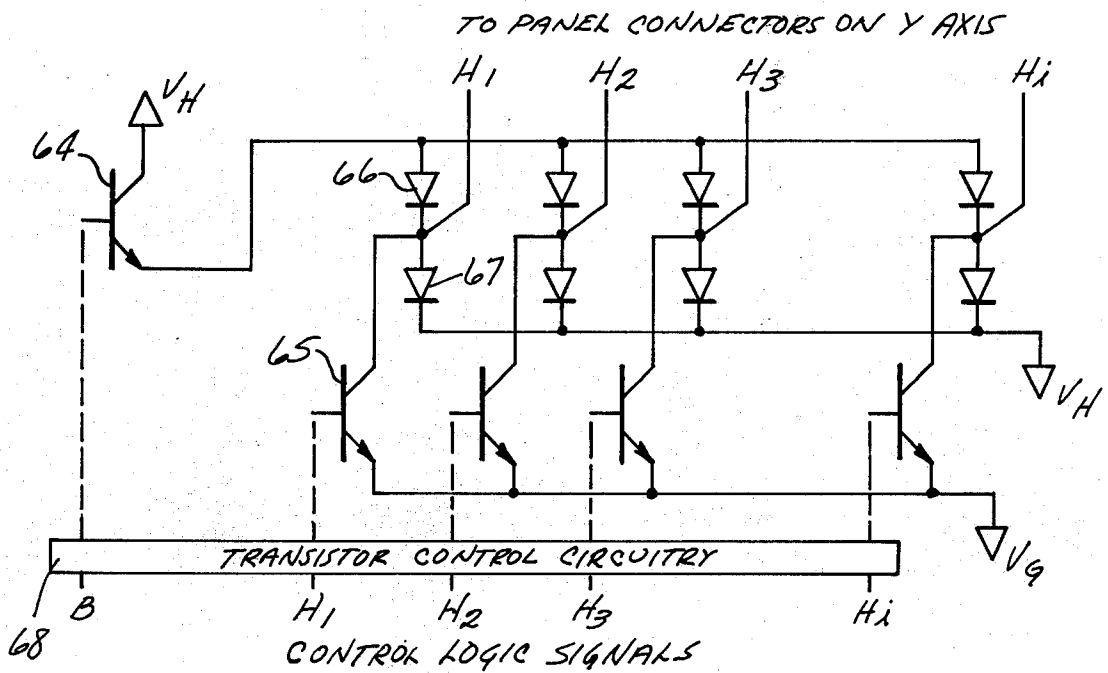 TO PANEL CONNECTORS ON Y AXIS
H1 H2 H3 Hi
VH
64
66
67
65
VH
TRANSISTOR CONTROL CIRCUITRY
VG
B H1 H2 H3 Hi
68
CONTROL LOGIC SIGNALS